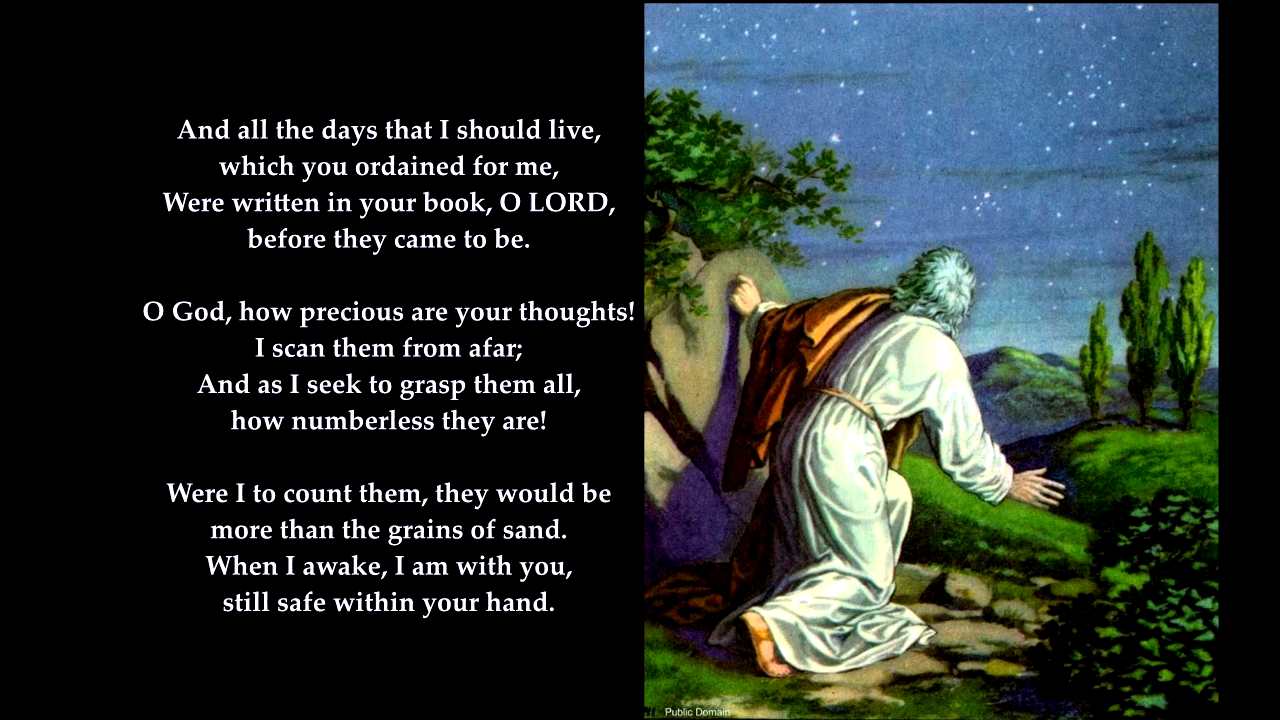 And all the days that I should live,
which you ordained for me,
Were written in your book, O LORD,
before they came to be.
O God, how precious are your thoughts!
I scan them from afar;
And as I seek to grasp them all,
how numberless they are!
Were I to count them, they would be
more than the grains of sand.
When I awake, I am with you,
still safe within your hand.
Public Domain